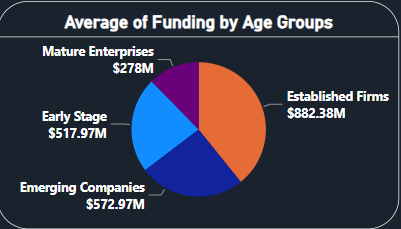 Average of Funding by Age Groups
Mature Enterprises
$278M
Established Firms
$882.38M
Early Stage
$517.97M
Emerging Companies
$572.97M